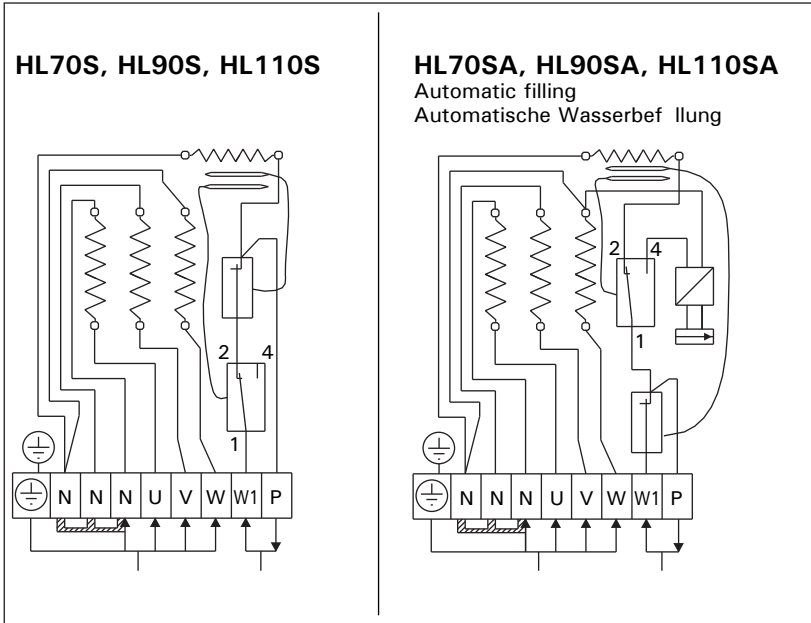 HL70S, HL90S, HL110S
2 4
1
N N N U V W W1 P
HL70SA, HL90SA, HL110SA
Automatic filling
Automatische Wasserbef llung
2 4
1
N N N U V W W1 P